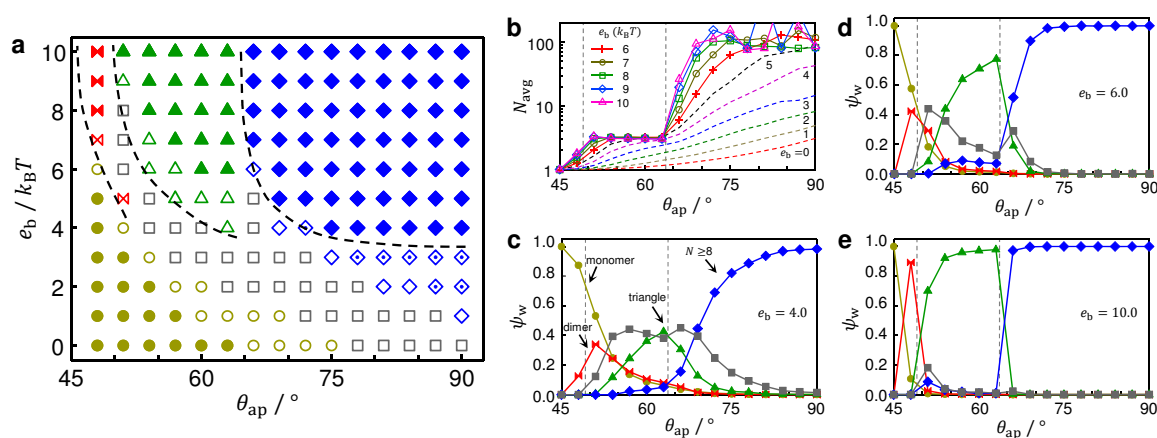 a
e_b / k_BT
10
8
6
4
2
0
45
60
75
90
θ_ap / °
b
N_avg
100
10
1
e_b (k_BT)
6
7
8
9
10
5
4
3
2
1
e_b =0
45
60
75
90
θ_ap / °
c
ψ_w
1.0
0.8
0.6
0.4
0.2
0.0
monomer
dimer
triangle
N ≥8
e_b = 4.0
45
60
75
90
θ_ap / °
d
ψ_w
1.0
0.8
0.6
0.4
0.2
0.0
e_b = 6.0
45
60
75
90
θ_ap / °
e
ψ_w
1.0
0.8
0.6
0.4
0.2
0.0
e_b = 10.0
45
60
75
90
θ_ap / °